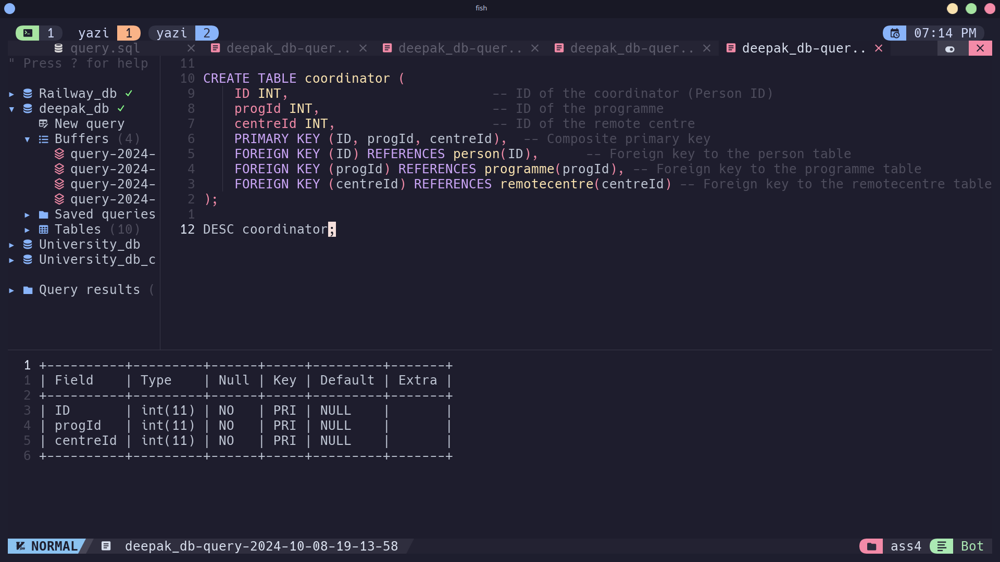 fish
1 yazi 1 yazi 2 07:14 PM
query.sql deepak_db-quer.. deepak_db-quer.. deepak_db-quer.. deepak_db-quer..
" Press ? for help
Railway_db
deepak_db
New query
Buffers (4)
query-2024-
query-2024-
query-2024-
query-2024-
Saved queries
Tables (10)
University_db
University_db_c
Query results (
11
10 CREATE TABLE coordinator (
9 ID INT, -- ID of the coordinator (Person ID)
8 progId INT, -- ID of the programme
7 centreId INT, -- ID of the remote centre
6 PRIMARY KEY (ID, progId, centreId), -- Composite primary key
5 FOREIGN KEY (ID) REFERENCES person(ID), -- Foreign key to the person table
4 FOREIGN KEY (progId) REFERENCES programme(progId), -- Foreign key to the programme table
3 FOREIGN KEY (centreId) REFERENCES remotecentre(centreId) -- Foreign key to the remotecentre table
2 );
1
12 DESC coordinator;
1 +----------+---------+------+-----+---------+-------+
1 | Field    | Type    | Null | Key | Default | Extra |
2 +----------+---------+------+-----+---------+-------+
3 | ID       | int(11) | NO   | PRI | NULL    |       |
4 | progId   | int(11) | NO   | PRI | NULL    |       |
5 | centreId | int(11) | NO   | PRI | NULL    |       |
6 +----------+---------+------+-----+---------+-------+
NORMAL deepak_db-query-2024-10-08-19-13-58 ass4 Bot